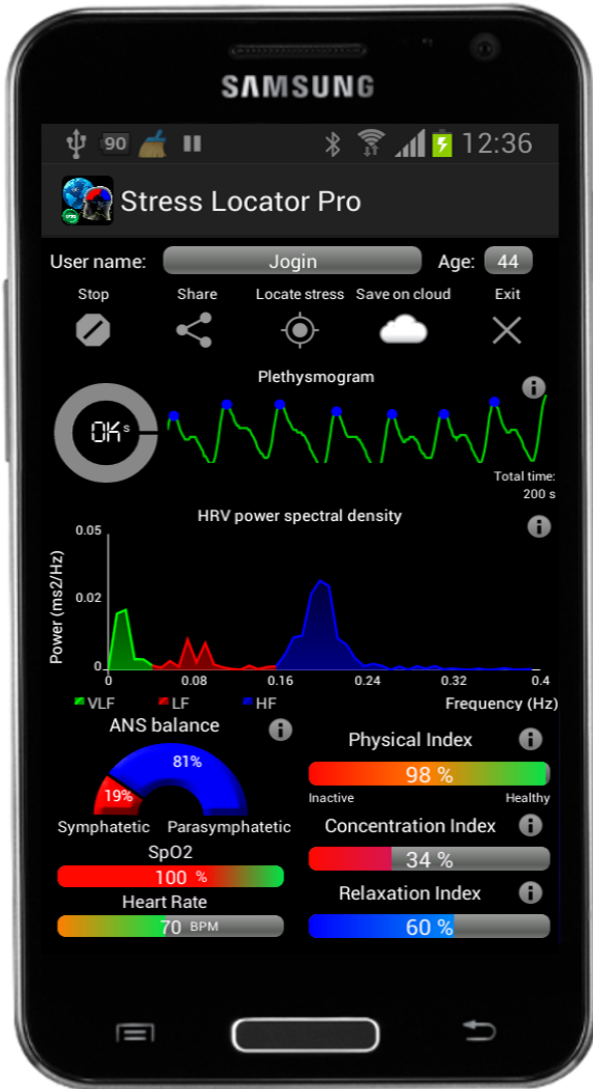 SAMSUNG
90 12:36
Stress Locator Pro
User name: Jogin Age: 44
Stop Share Locate stress Save on cloud Exit
Plethysmogram
OK s
Total time:
200 s
HRV power spectral density
Power (ms2/Hz)
0.05
0.02
0
0 0.08 0.16 0.24 0.32 0.4
VLF LF HF Frequency (Hz)
ANS balance
81%
19%
Symphatetic Parasymphatetic
SpO2
100 %
Heart Rate
70 BPM
Physical Index
98 %
Inactive Healthy
Concentration Index
34 %
Relaxation Index
60 %